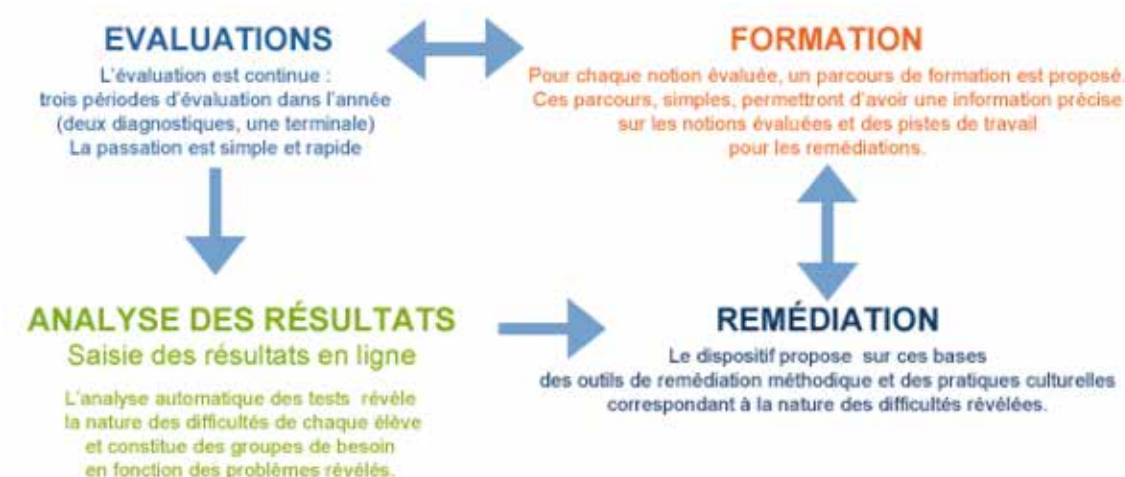 EVALUATIONS
L'évaluation est continue :
trois périodes d'évaluation dans l'année
(deux diagnostiques, une terminale)
La passation est simple et rapide
FORMATION
Pour chaque notion évaluée, un parcours de formation est proposé.
Ces parcours, simples, permettront d'avoir une information précise
sur les notions évaluées et des pistes de travail
pour les remédiations.
ANALYSE DES RÉSULTATS
Saisie des résultats en ligne
L'analyse automatique des tests révèle
la nature des difficultés de chaque élève
et constitue des groupes de besoin
en fonction des problèmes révélés.
REMÉDIATION
Le dispositif propose sur ces bases
des outils de remédiation méthodique et des pratiques culturelles
correspondant à la nature des difficultés révélées.